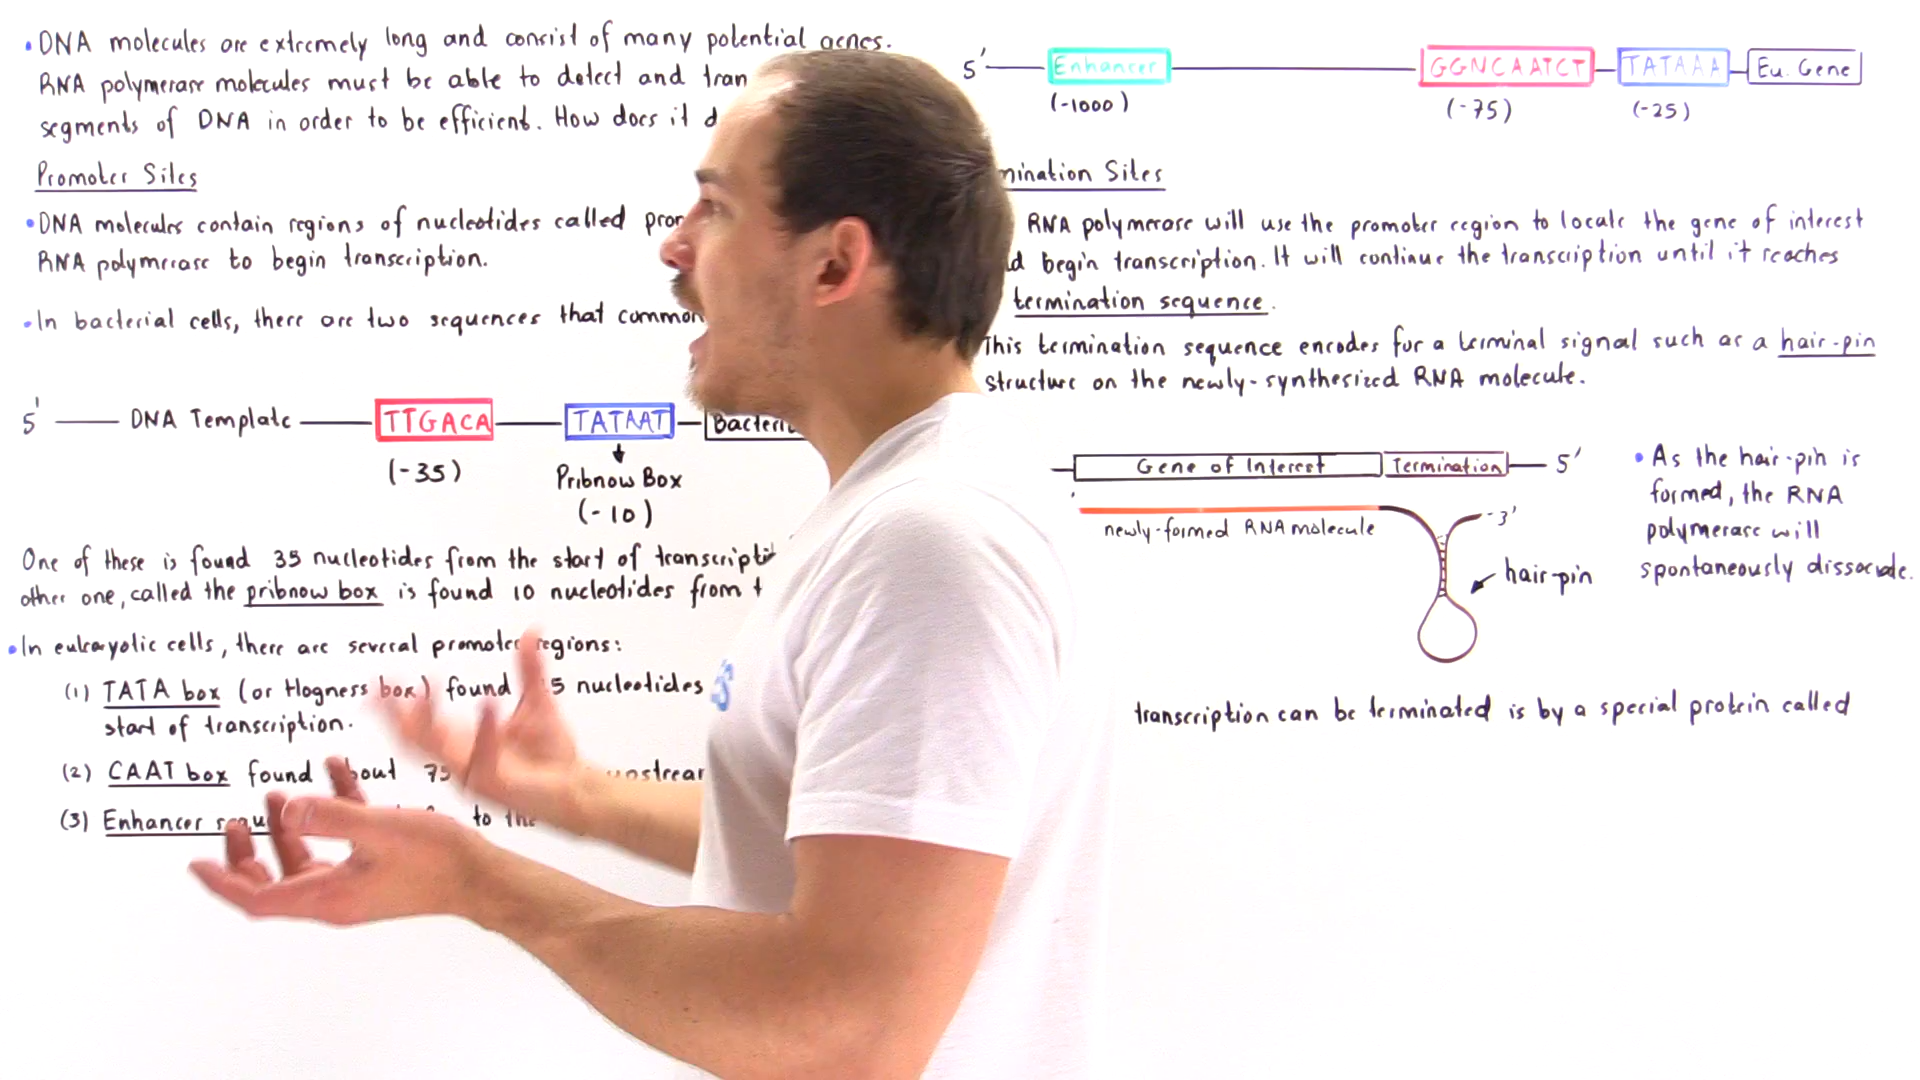 • DNA molecules are extremely long and consist of many potential genes.
RNA polymerase molecules must be able to detect and
segments of DNA in order to be efficient. How does it
Promoter Sites
• DNA molecules contain regions of nucleotides called
RNA polymerase to begin transcription.
• In bacterial cells, there are two sequences that
5' DNA Template TTGACA TATAAT
(-35) Pribnow Box
(-10)
One of these is found 35 nucleotides from the start of
other one, called the pribnow box is found 10 nucleotides from
• In eukaryotic cells, there are several promoter regions:
(1) TATA box (or Hogness box) found nucleotides
start of transcription.
(2) CAAT box found 75
(3) Enhancer to the
5' Enhancer GGNCAATCT TATAAA Eu. Gene
(-1000) (-75) (-25)
Sites
RNA polymerase will use the promoter region to locate the gene of interest
begin transcription. It will continue the transcription until it reaches
termination sequence.
This termination sequence encodes for a terminal signal such as a hair-pin
structure on the newly-synthesized RNA molecule.
Gene of Interest Termination 5'
newly-formed RNA molecule -3'
hair-pin
• As the hair-pin is
formed, the RNA
polymerase will
spontaneously dissociate.
transcription can be terminated is by a special protein called